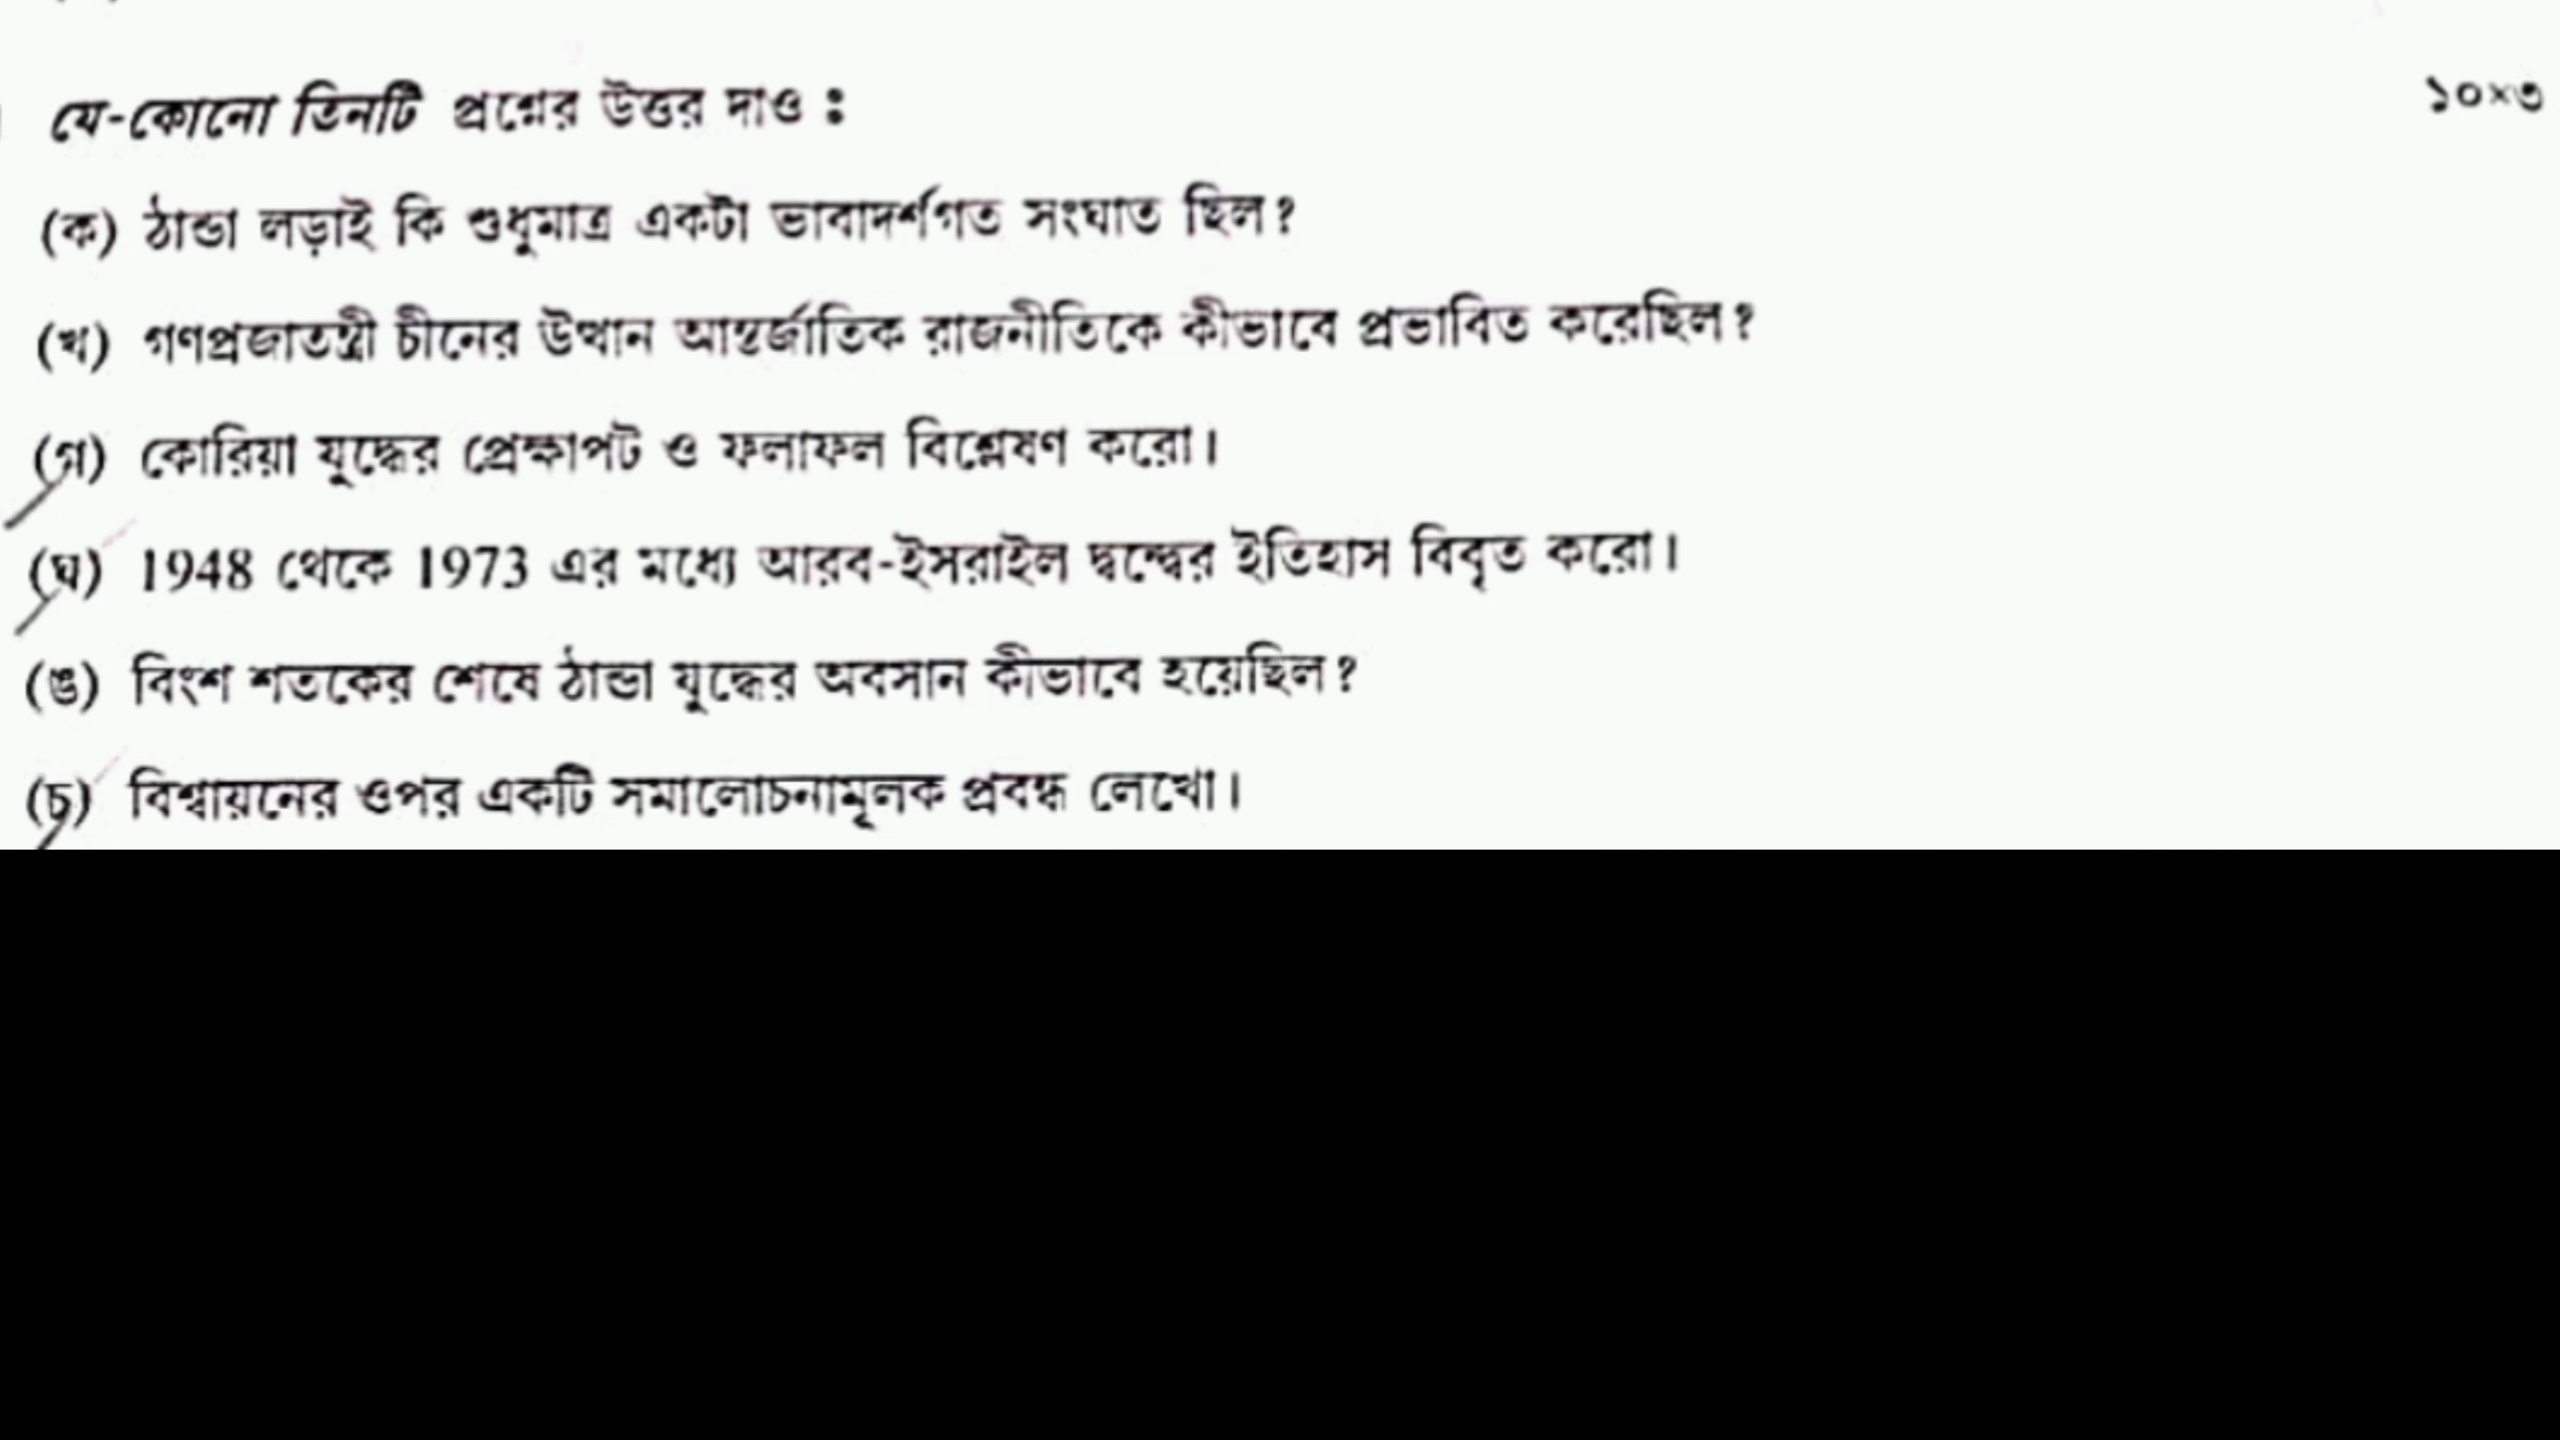 যে-কোনো তিনটি প্রশ্নের উত্তর দাও : ১০×৩
(ক) ঠান্ডা লড়াই কি শুধুমাত্র একটা ভাবাদর্শগত সংঘাত ছিল?
(খ) গণপ্রজাতন্ত্রী চীনের উত্থান আন্তর্জাতিক রাজনীতিকে কীভাবে প্রভাবিত করেছিল?
(গ) কোরিয়া যুদ্ধের প্রেক্ষাপট ও ফলাফল বিশ্লেষণ করো।
(ঘ) 1948 থেকে 1973 এর মধ্যে আরব-ইসরাইল দ্বন্দ্বের ইতিহাস বিবৃত করো।
(ঙ) বিংশ শতকের শেষে ঠান্ডা যুদ্ধের অবসান কীভাবে হয়েছিল?
(চ) বিশ্বায়নের ওপর একটি সমালোচনামূলক প্রবন্ধ লেখো।